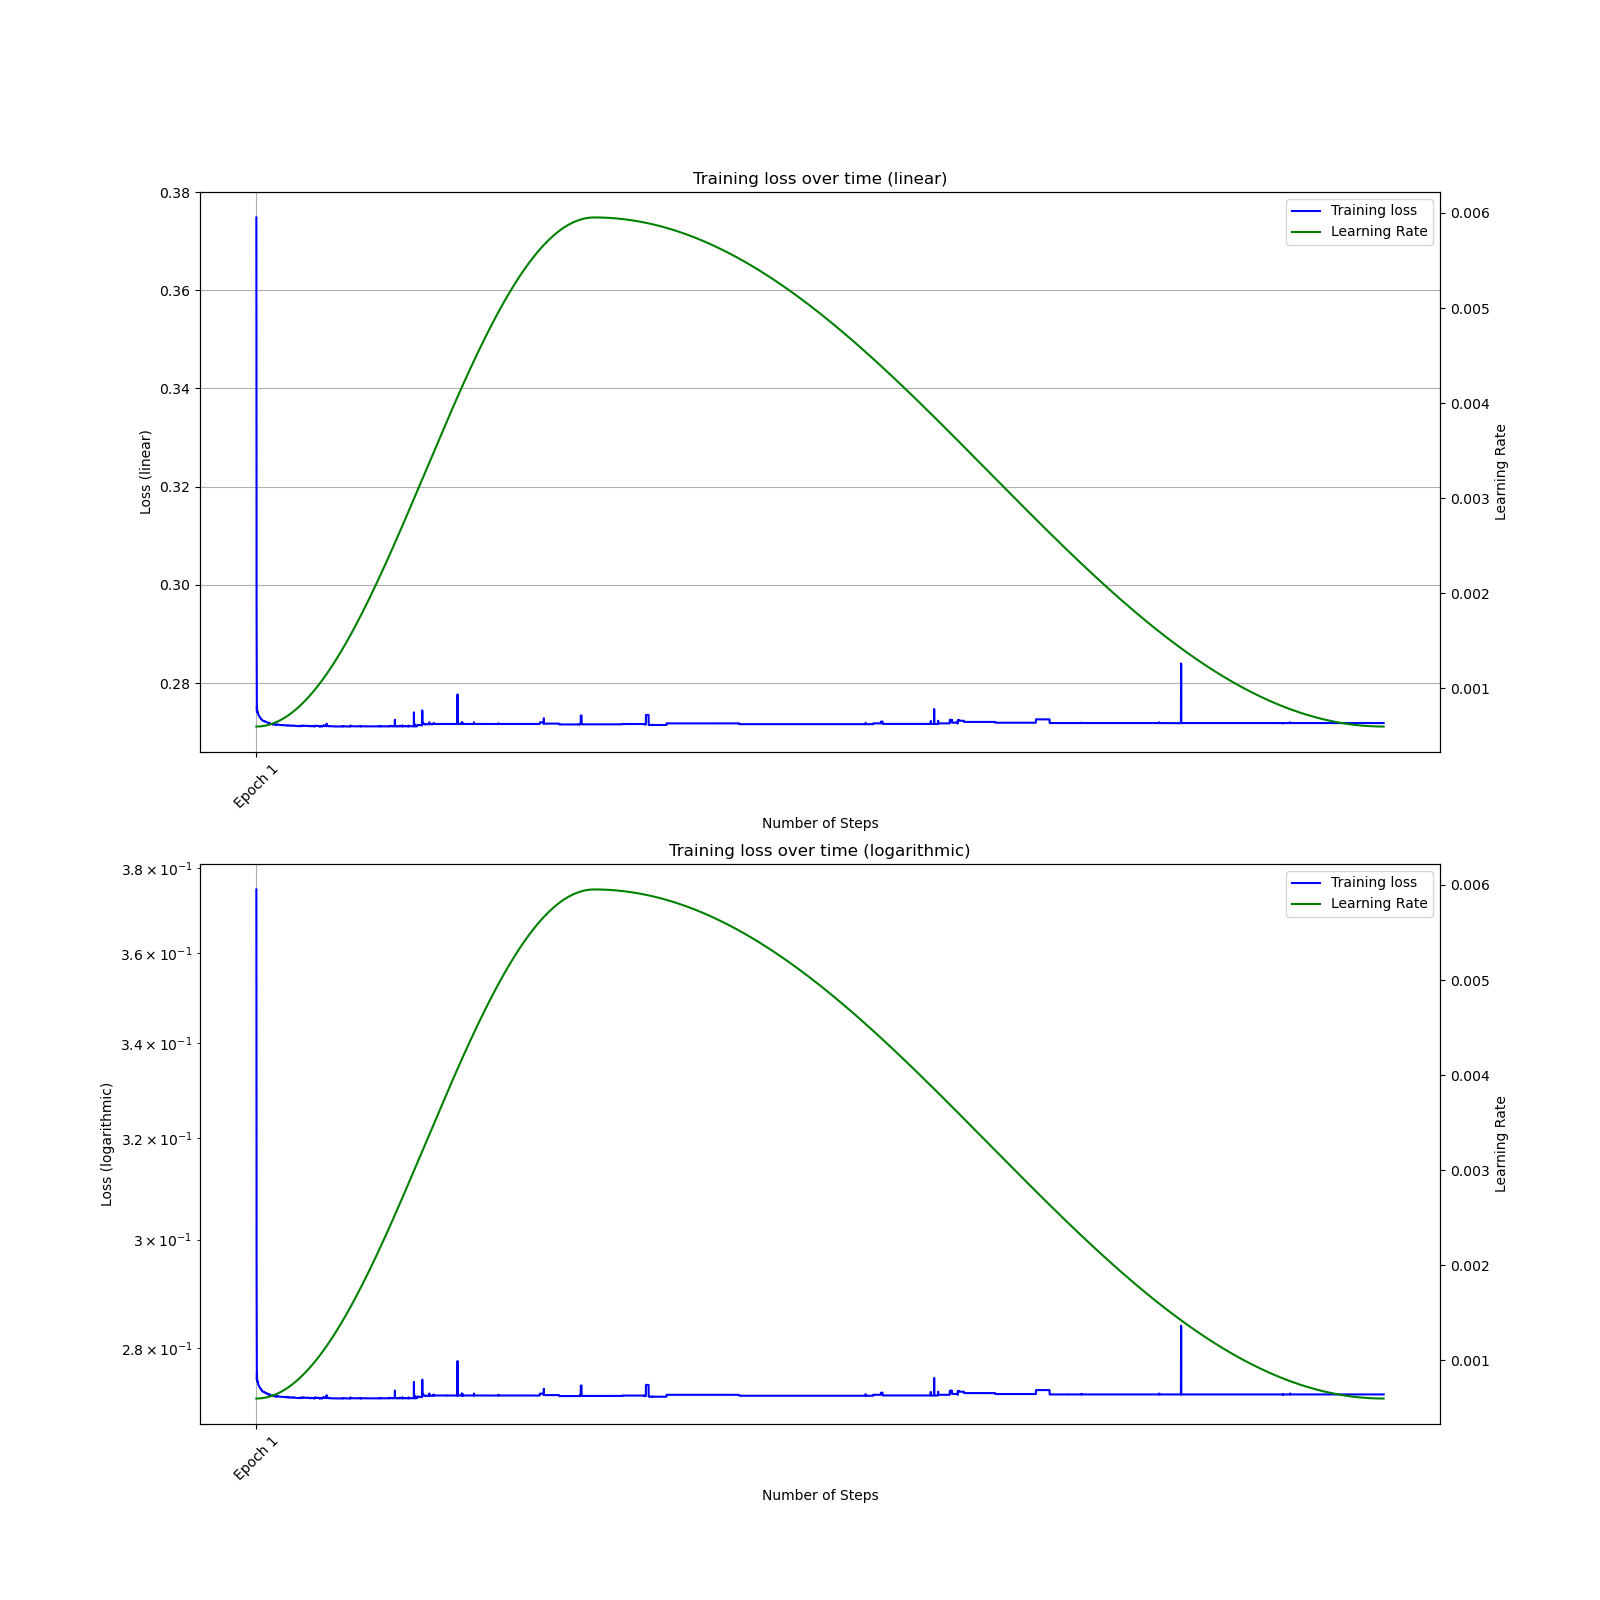 Training loss over time (linear)
0.38
0.36
0.34
0.32
0.30
0.28
Loss (linear)
Training loss
Learning Rate
0.006
0.005
0.004
0.003
0.002
0.001
Learning Rate
Epoch 1
Number of Steps
Training loss over time (logarithmic)
3.8 × 10⁻¹
3.6 × 10⁻¹
3.4 × 10⁻¹
3.2 × 10⁻¹
3 × 10⁻¹
2.8 × 10⁻¹
Loss (logarithmic)
Training loss
Learning Rate
0.006
0.005
0.004
0.003
0.002
0.001
Learning Rate
Epoch 1
Number of Steps